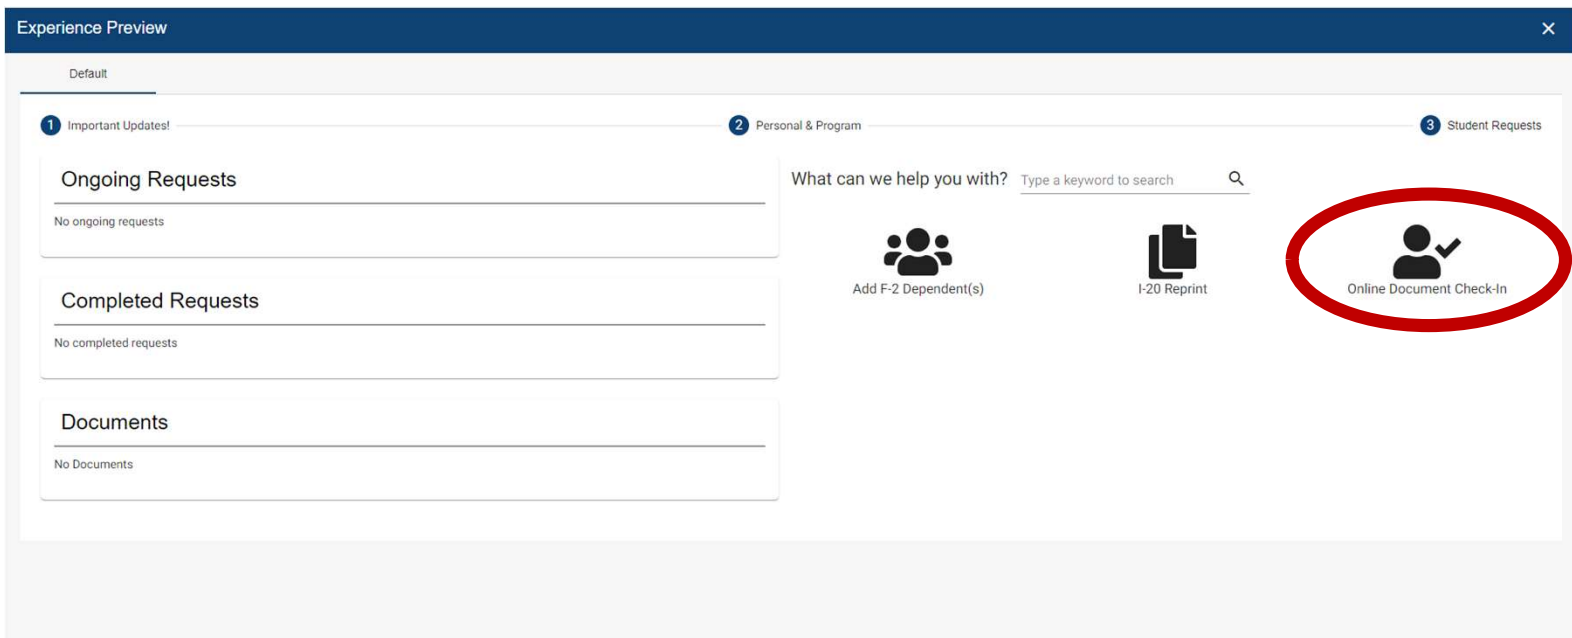 Experience Preview
Default
1 Important Updates!
2 Personal & Program
3 Student Requests
Ongoing Requests
No ongoing requests
Completed Requests
No completed requests
Documents
No Documents
What can we help you with? Type a keyword to search
Add F-2 Dependent(s)
I-20 Reprint
Online Document Check-In